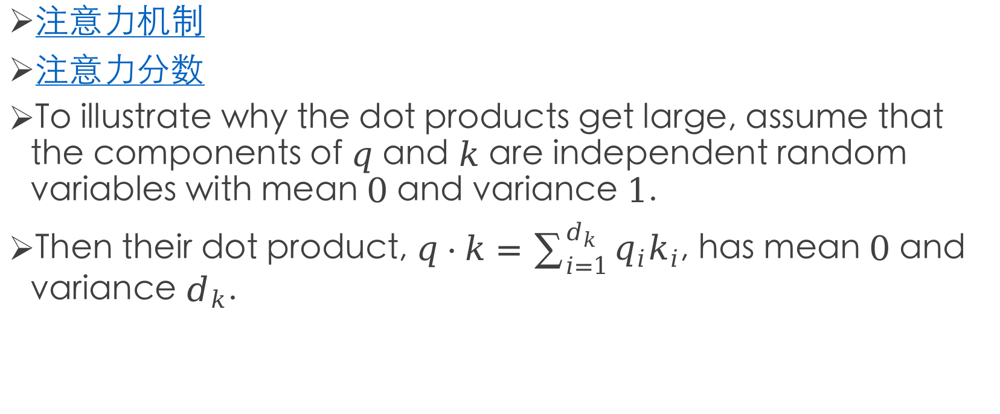 ➢注意力机制
➢注意力分数
➢To illustrate why the dot products get large, assume that
the components of q and k are independent random
variables with mean 0 and variance 1.
➢Then their dot product, q · k = ∑_{i=1}^{d_k} q_i k_i, has mean 0 and
variance d_k.